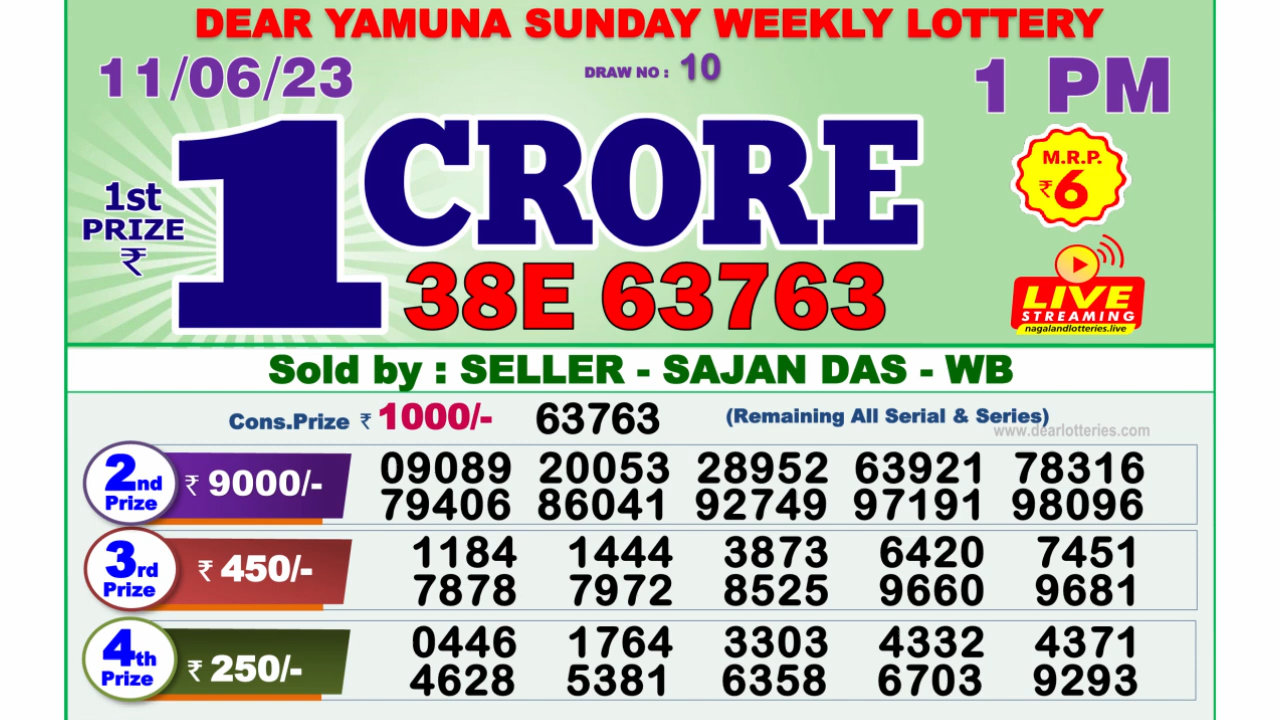 DEAR YAMUNA SUNDAY WEEKLY LOTTERY
11/06/23 DRAW NO : 10 1 PM
1st
PRIZE
₹
1 CRORE
38E 63763
M.R.P.
₹6
LIVE
STREAMING
nagalandlotteries.live
Sold by : SELLER - SAJAN DAS - WB
Cons.Prize ₹ 1000/- 63763 (Remaining All Serial & Series)
www.dearlotteries.com
2nd Prize ₹ 9000/-
09089 20053 28952 63921 78316
79406 86041 92749 97191 98096
3rd Prize ₹ 450/-
1184 1444 3873 6420 7451
7878 7972 8525 9660 9681
4th Prize ₹ 250/-
0446 1764 3303 4332 4371
4628 5381 6358 6703 9293